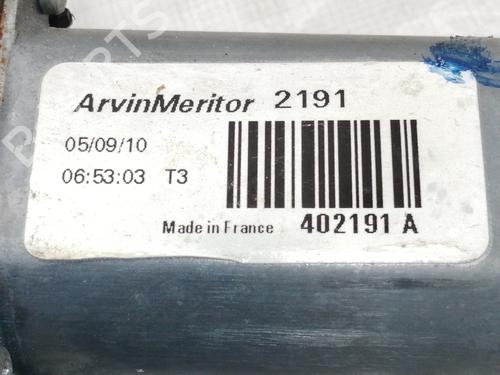 ArvinMeritor 2191
05/09/10
06:53:03 T3
Made in France 402191 A